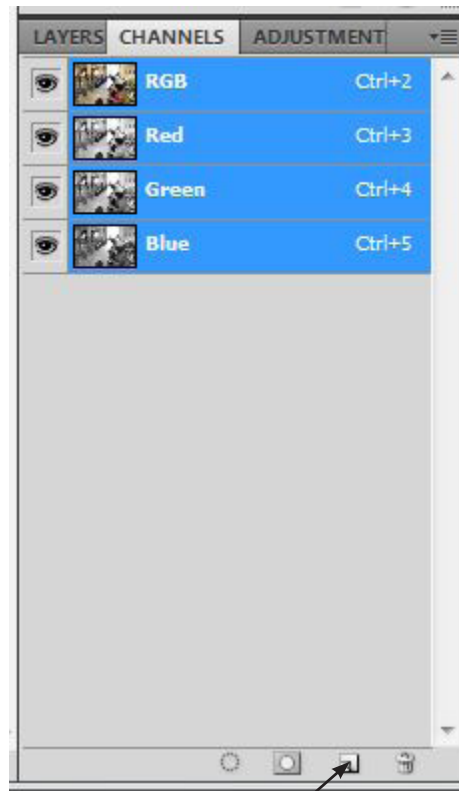 LAYERS CHANNELS ADJUSTMENT
RGB Ctrl+2
Red Ctrl+3
Green Ctrl+4
Blue Ctrl+5